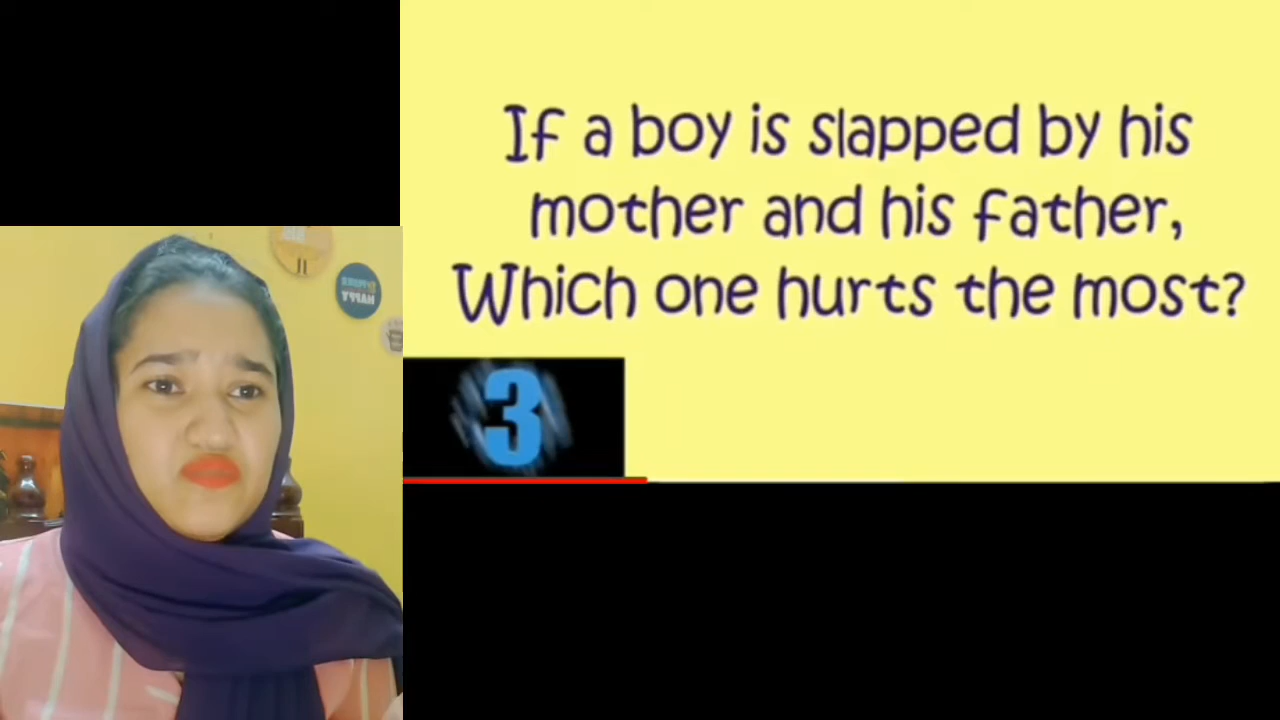 If a boy is slapped by his
mother and his father,
Which one hurts the most?
3